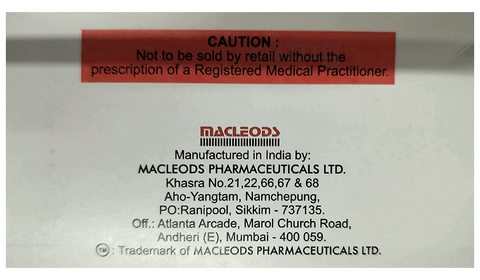 CAUTION :
Not to be sold by retail without the
prescription of a Registered Medical Practitioner.
MACLEODS
Manufactured in India by:
MACLEODS PHARMACEUTICALS LTD.
Khasra No.21,22,66,67 & 68
Aho-Yangtam, Namchepung,
PO:Ranipool, Sikkim - 737135.
Off.: Atlanta Arcade, Marol Church Road,
Andheri (E), Mumbai - 400 059.
TM : Trademark of MACLEODS PHARMACEUTICALS LTD.